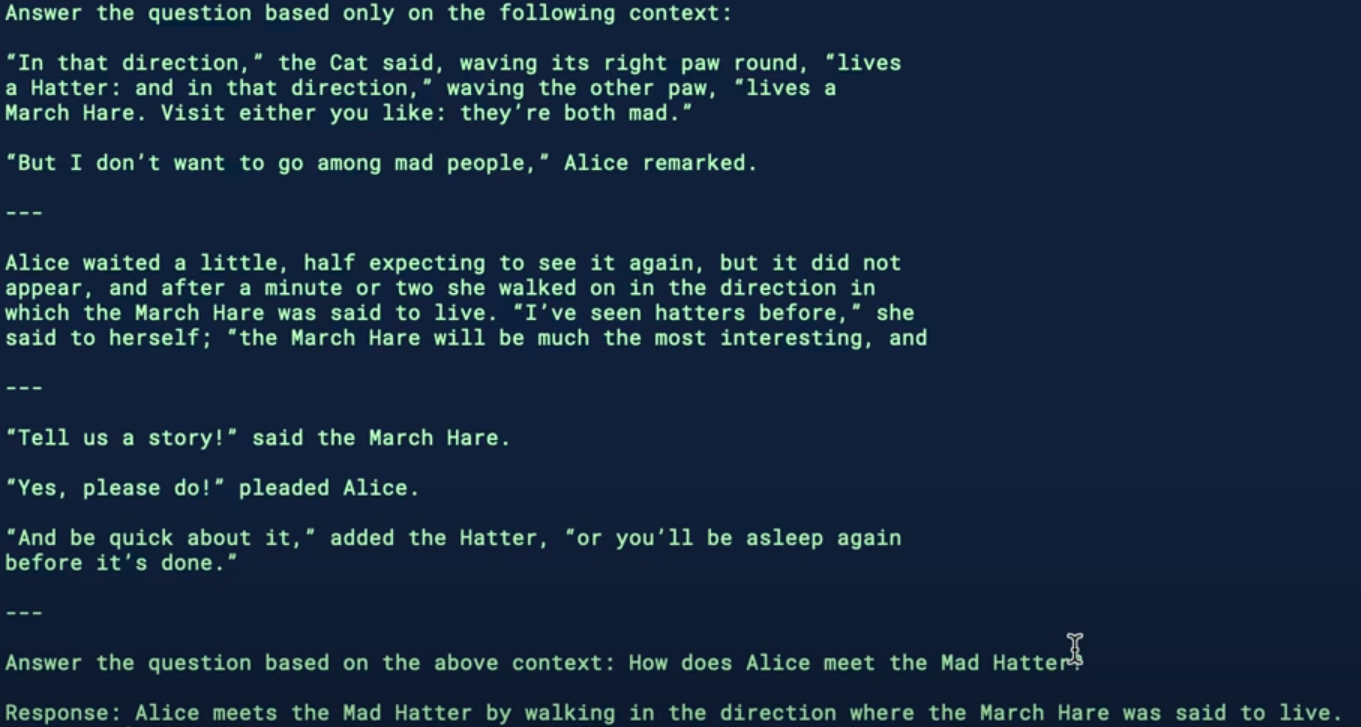 Answer the question based only on the following context:
“In that direction,” the Cat said, waving its right paw round, “lives
a Hatter: and in that direction,” waving the other paw, “lives a
March Hare. Visit either you like: they’re both mad.”
“But I don’t want to go among mad people,” Alice remarked.
---
Alice waited a little, half expecting to see it again, but it did not
appear, and after a minute or two she walked on in the direction in
which the March Hare was said to live. “I’ve seen hatters before,” she
said to herself; “the March Hare will be much the most interesting, and
---
“Tell us a story!” said the March Hare.
“Yes, please do!” pleaded Alice.
“And be quick about it,” added the Hatter, “or you’ll be asleep again
before it’s done.”
---
Answer the question based on the above context: How does Alice meet the Mad Hatter?
Response: Alice meets the Mad Hatter by walking in the direction where the March Hare was said to live.